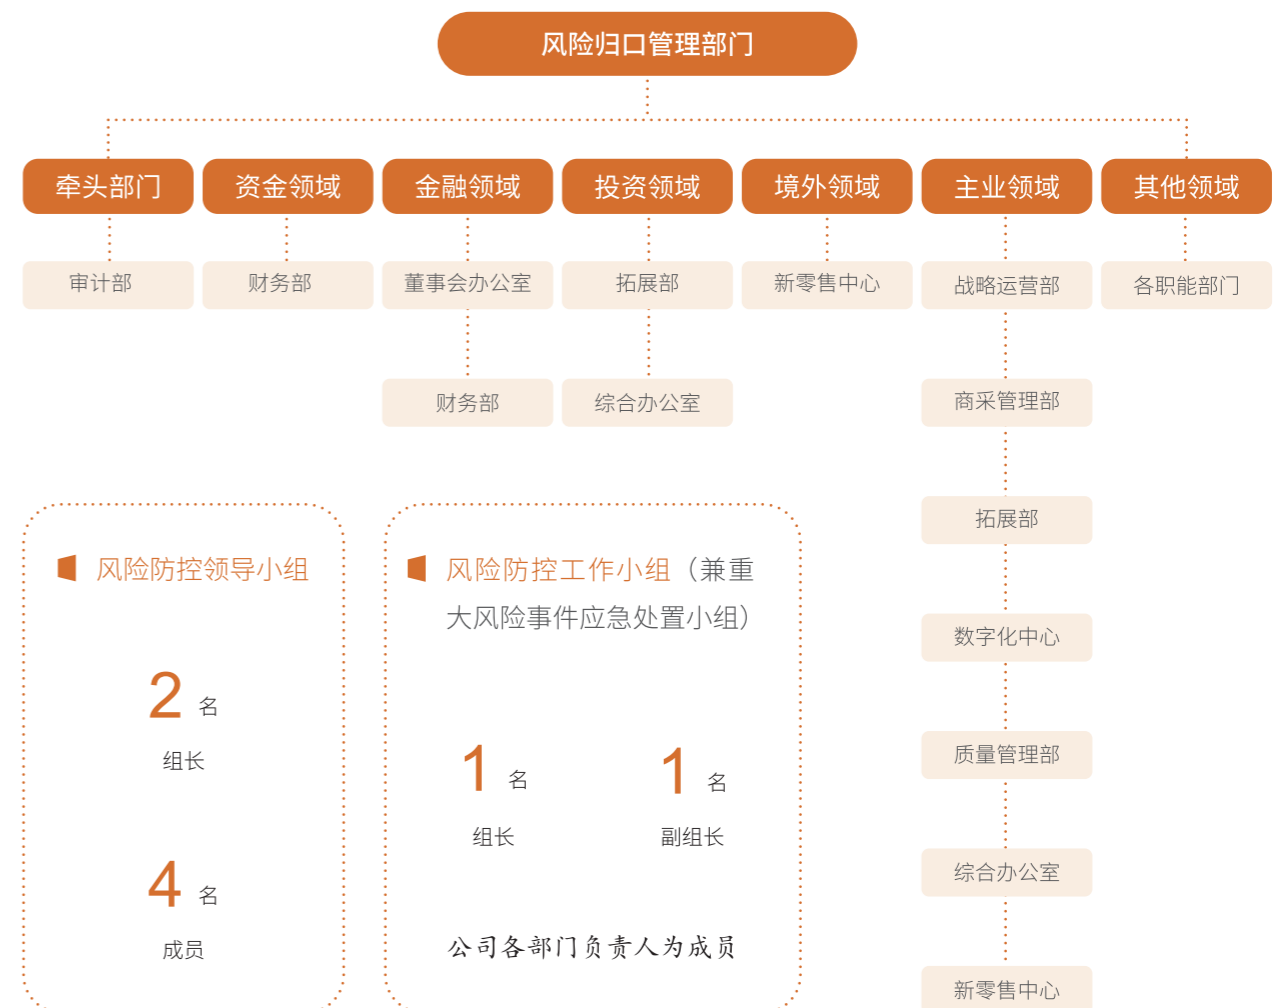 风险归口管理部门
牵头部门
资金领域
金融领域
投资领域
境外领域
主业领域
其他领域
审计部
财务部
董事会办公室
拓展部
新零售中心
战略运营部
各职能部门
财务部
综合办公室
商采管理部
拓展部
数字化中心
质量管理部
综合办公室
新零售中心
风险防控领导小组
2 名
组长
4 名
成员
风险防控工作小组（兼重
大风险事件应急处置小组）
1 名
组长
1 名
副组长
公司各部门负责人为成员